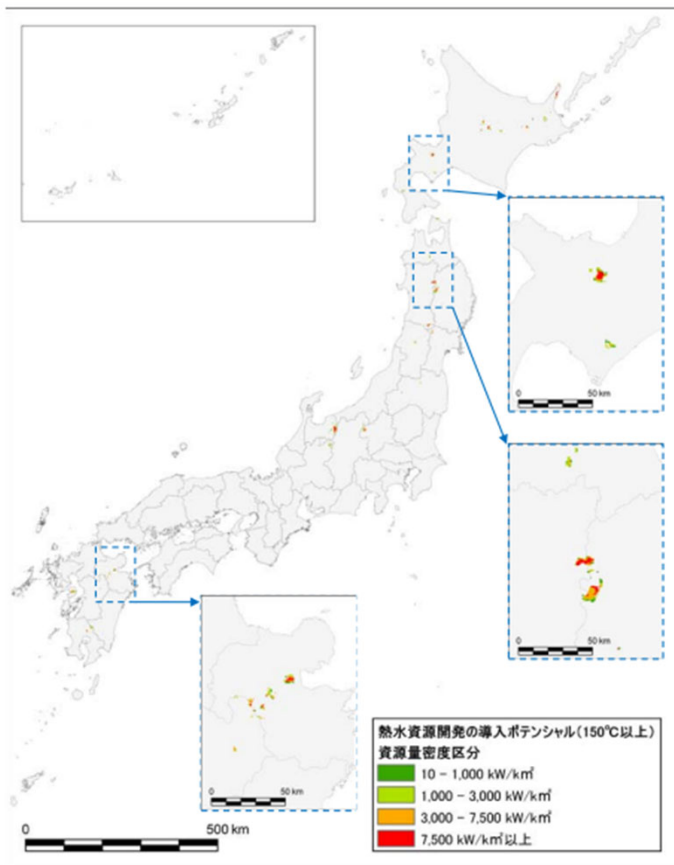 50 km
50 km
50 km
0
500 km
熱水資源開発の導入ポテンシャル(150℃以上)
資源量密度区分
10 - 1,000 kW/k㎡
1,000 - 3,000 kW/k㎡
3,000 - 7,500 kW/k㎡
7,500 kW/k㎡以上